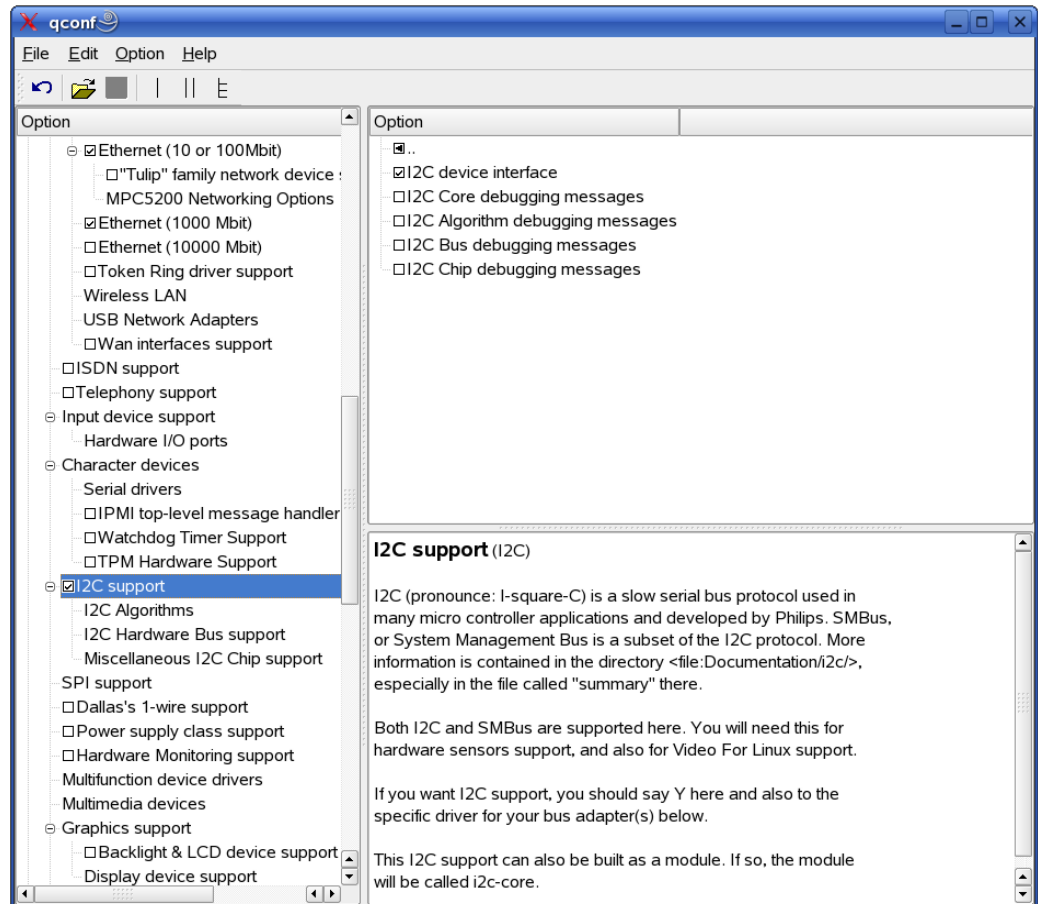 qconf
File Edit Option Help
Option
Ethernet (10 or 100Mbit)
"Tulip" family network device
MPC5200 Networking Options
Ethernet (1000 Mbit)
Ethernet (10000 Mbit)
Token Ring driver support
Wireless LAN
USB Network Adapters
Wan interfaces support
ISDN support
Telephony support
Input device support
Hardware I/O ports
Character devices
Serial drivers
IPMI top-level message handler
Watchdog Timer Support
TPM Hardware Support
I2C support
I2C Algorithms
I2C Hardware Bus support
Miscellaneous I2C Chip support
SPI support
Dallas's 1-wire support
Power supply class support
Hardware Monitoring support
Multifunction device drivers
Multimedia devices
Graphics support
Backlight & LCD device support
Display device support
Option
..
I2C device interface
I2C Core debugging messages
I2C Algorithm debugging messages
I2C Bus debugging messages
I2C Chip debugging messages
I2C support (I2C)
I2C (pronounce: I-square-C) is a slow serial bus protocol used in
many micro controller applications and developed by Philips. SMBus,
or System Management Bus is a subset of the I2C protocol. More
information is contained in the directory <file:Documentation/i2c/>,
especially in the file called "summary" there.
Both I2C and SMBus are supported here. You will need this for
hardware sensors support, and also for Video For Linux support.
If you want I2C support, you should say Y here and also to the
specific driver for your bus adapter(s) below.
This I2C support can also be built as a module. If so, the module
will be called i2c-core.